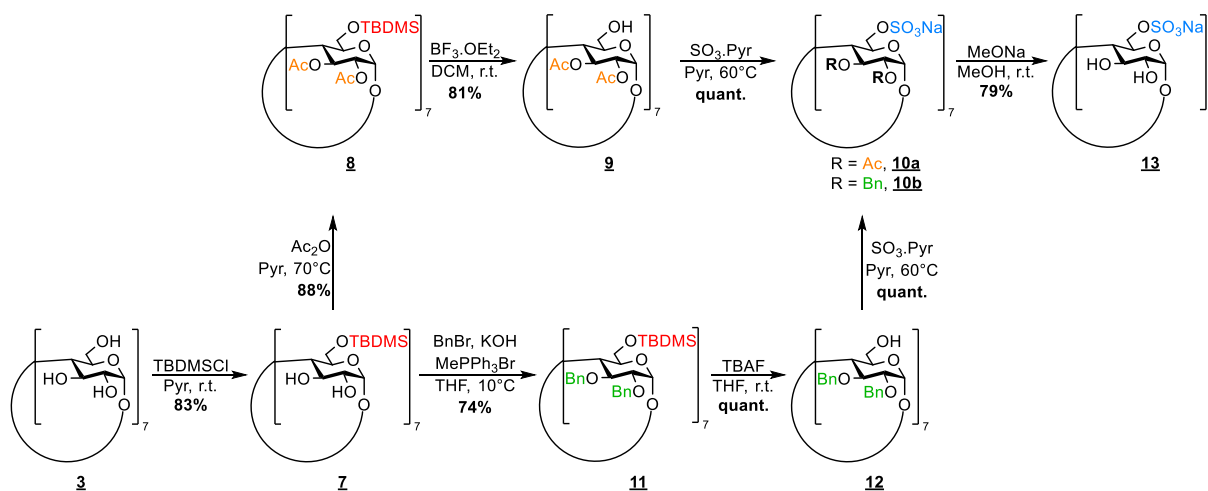 OTBDMS
O
AcO
AcO
O
7
8
BF3.OEt2
DCM, r.t.
81%
OH
O
AcO
AcO
O
7
9
SO3.Pyr
Pyr, 60°C
quant.
OSO3Na
O
RO
RO
O
7
R = Ac, 10a
R = Bn, 10b
MeONa
MeOH, r.t.
79%
OSO3Na
O
HO
HO
O
7
13
Ac2O
Pyr, 70°C
88%
SO3.Pyr
Pyr, 60°C
quant.
OH
O
HO
HO
O
7
3
TBDMSCl
Pyr, r.t.
83%
OTBDMS
O
HO
HO
O
7
7
BnBr, KOH
MePPh3Br
THF, 10°C
74%
OTBDMS
O
BnO
BnO
O
7
11
TBAF
THF, r.t.
quant.
OH
O
BnO
BnO
O
7
12